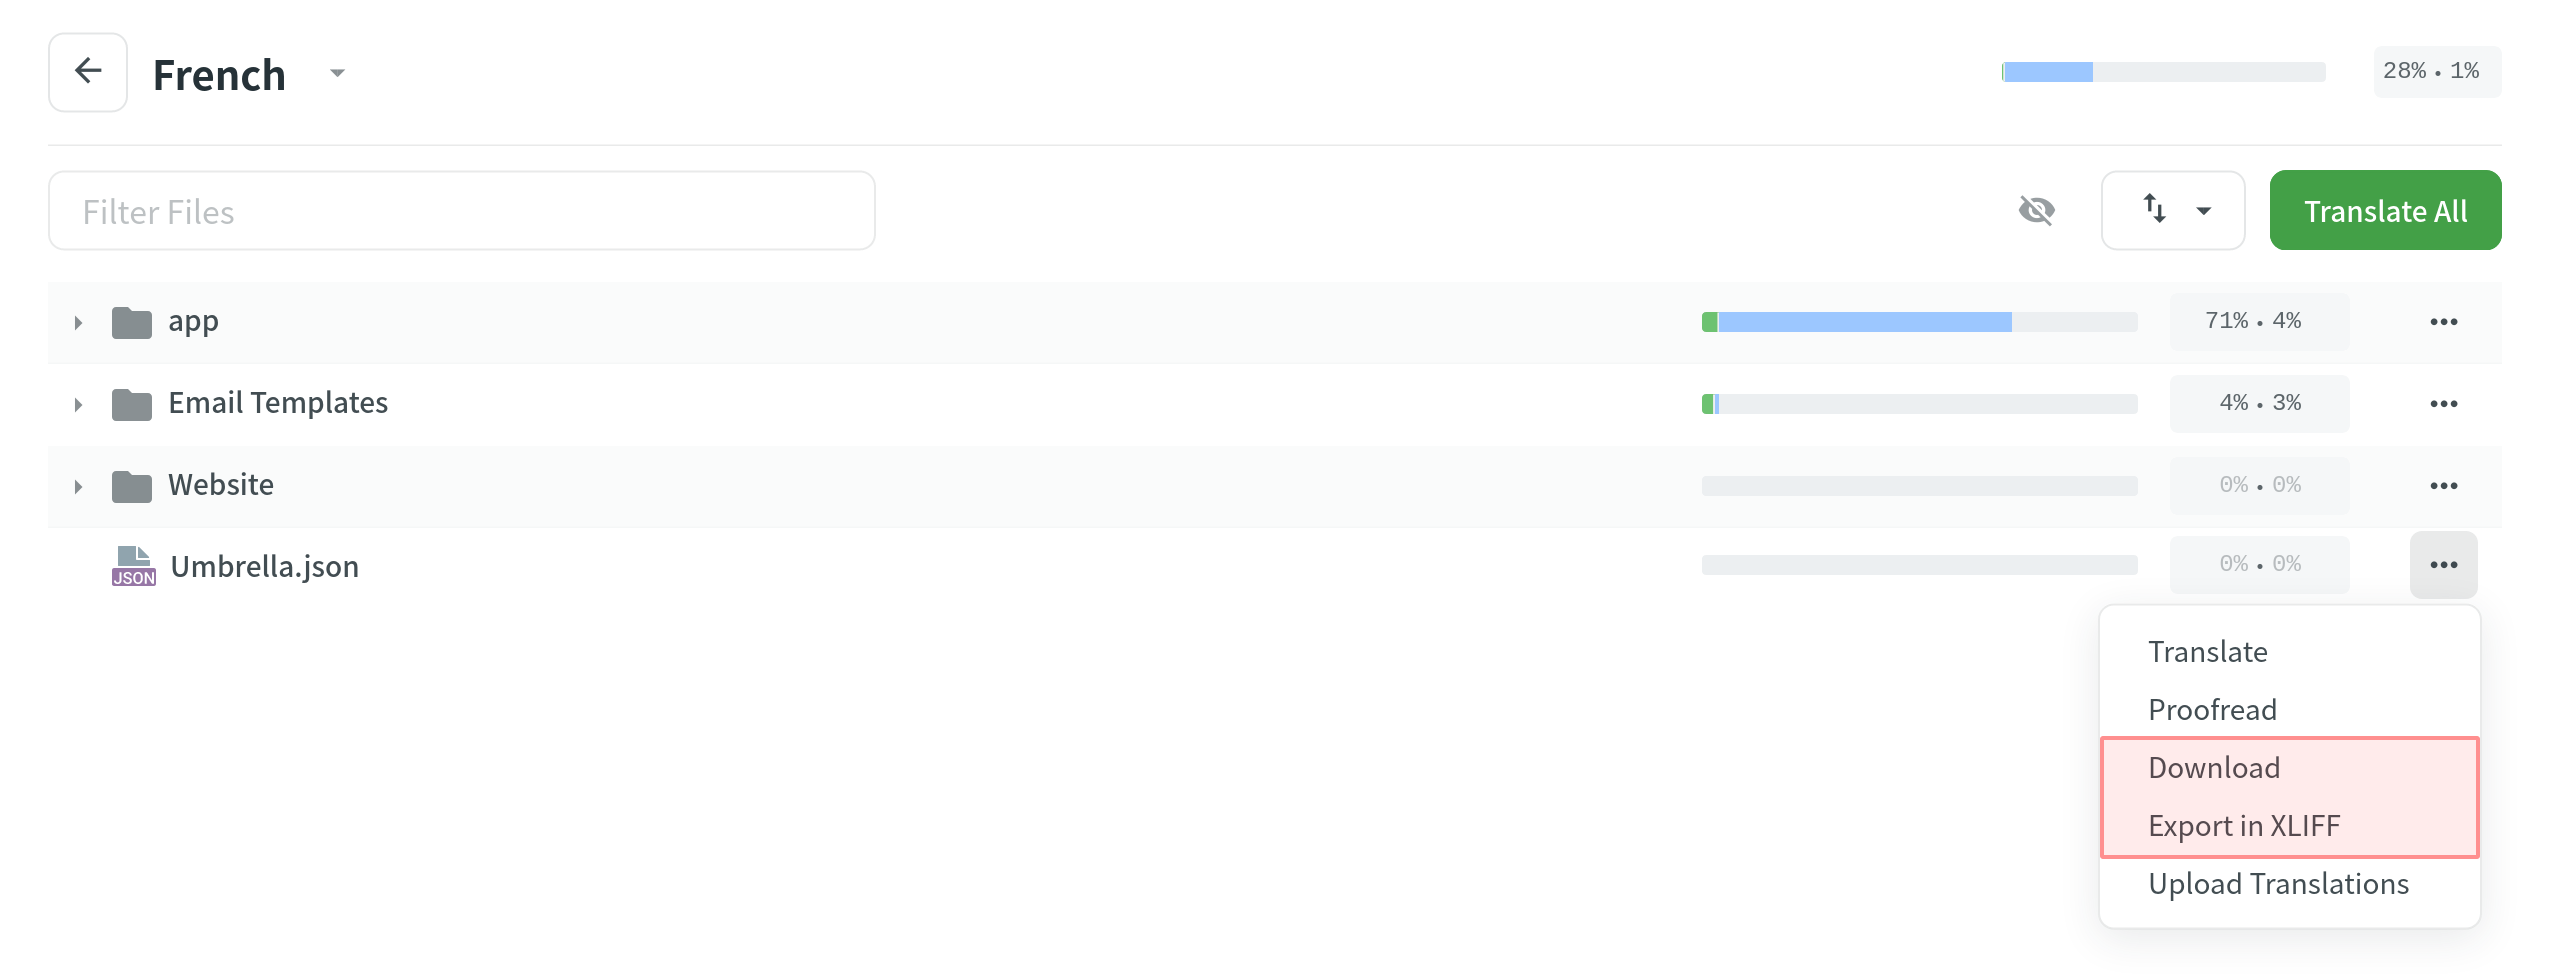 French
28% • 1%
Filter Files
Translate All
app
71% • 4%
Email Templates
4% • 3%
Website
0% • 0%
JSON
Umbrella.json
0% • 0%
Translate
Proofread
Download
Export in XLIFF
Upload Translations